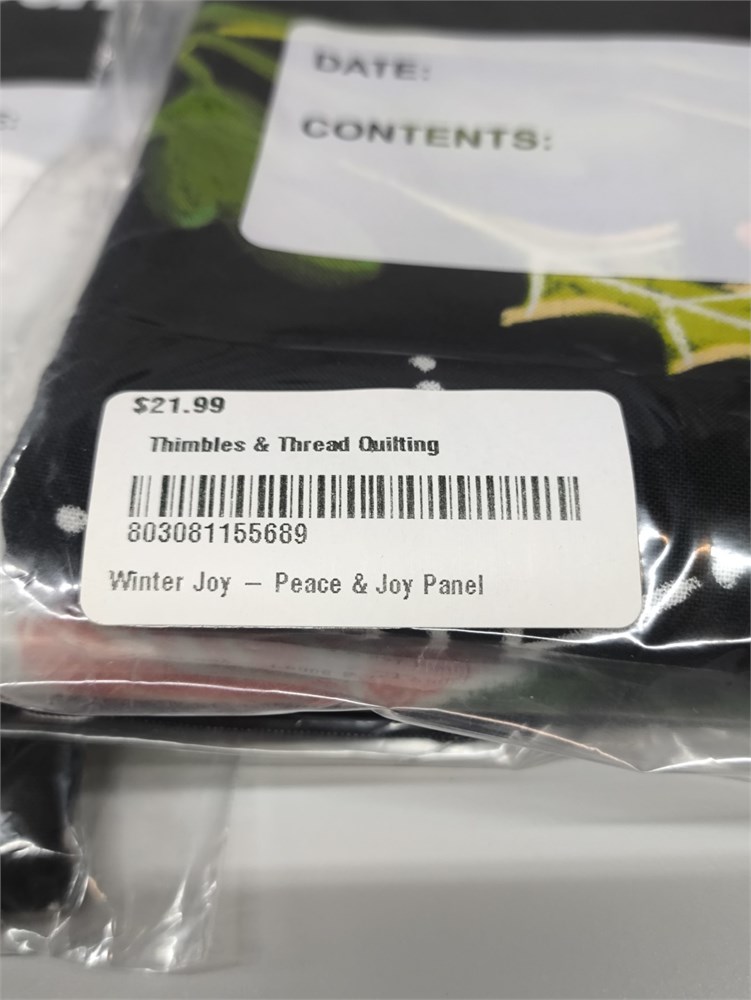 DATE:
CONTENTS:
$21.99
Thimbles & Thread Quilting
803081155689
Winter Joy – Peace & Joy Panel